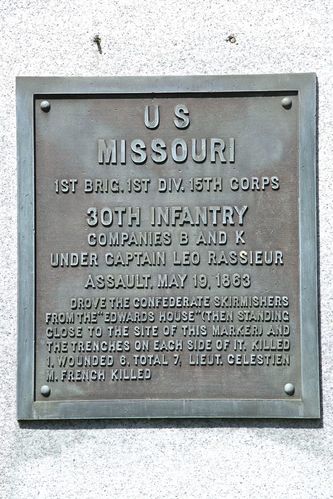 US
MISSOURI
1ST BRIG. 1ST DIV. 15TH CORPS
30TH INFANTRY
COMPANIES B AND K
UNDER CAPTAIN LEO RASSIEUR
ASSAULT, MAY 19, 1863
DROVE THE CONFEDERATE SKIRMISHERS
FROM THE "EDWARDS HOUSE" (THEN STANDING
CLOSE TO THE SITE OF THIS MARKER) AND
THE TRENCHES ON EACH SIDE OF IT. KILLED
1, WOUNDED 6, TOTAL 7, LIEUT. CELESTIEN
M. FRENCH KILLED